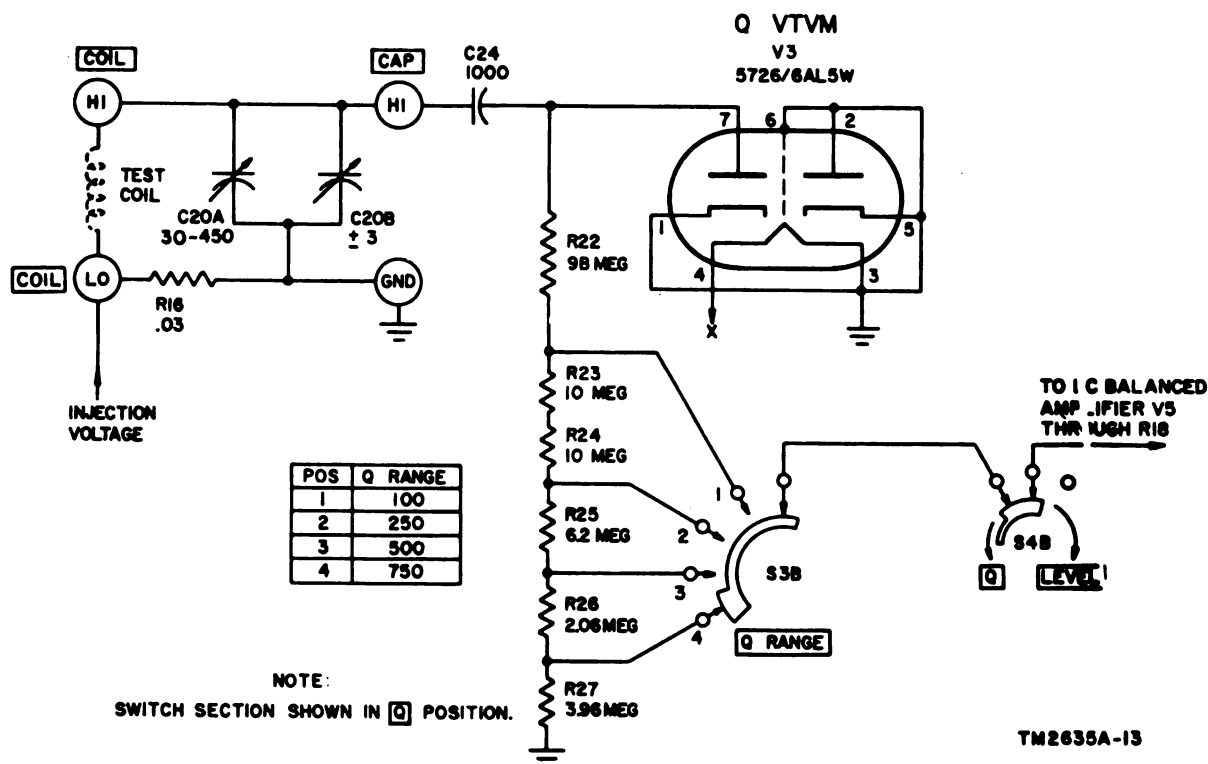 Q VTVM
V3
5726/6AL5W
COIL
HI
CAP
HI
C24
1000
7
6
2
1
5
4
3
X
TEST
COIL
C20A
30-450
C20B
± 3
COIL
LO
R16
.03
GND
INJECTION
VOLTAGE
R22
98 MEG
R23
10 MEG
R24
10 MEG
R25
6.2 MEG
R26
2.06 MEG
R27
3.96 MEG
POS Q RANGE
1 100
2 250
3 500
4 750
1
2
3
4
S3B
Q RANGE
TO C BALANCED
AMP IFIER V5
THR UGH R18
S4B
Q
LEVEL
NOTE:
SWITCH SECTION SHOWN IN Q POSITION.
TM2635A-13